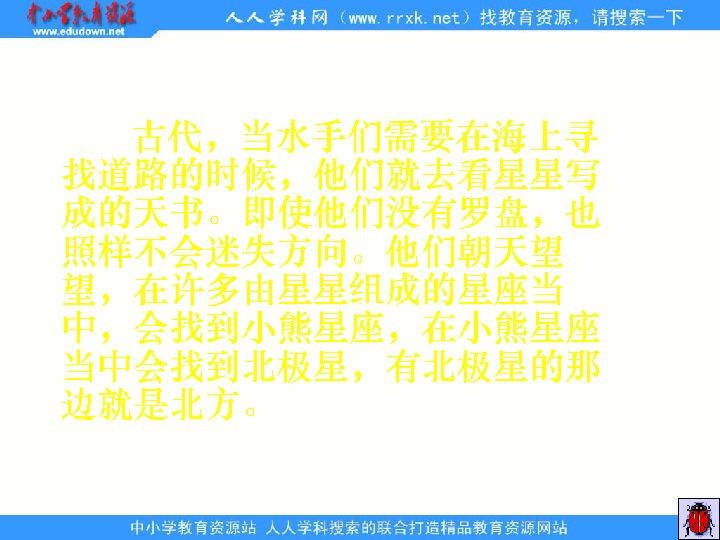 中小学教育资源
www.edudown.net
人人学科网（www.rrxk.net）找教育资源，请搜索一下
古代，当水手们需要在海上寻
找道路的时候，他们就去看星星写
成的天书。即使他们没有罗盘，也
照样不会迷失方向。他们朝天望
望，在许多由星星组成的星座当
中，会找到小熊星座，在小熊星座
当中会找到北极星，有北极星的那
边就是北方。
中小学教育资源站 人人学科搜索的联合打造精品教育资源网站